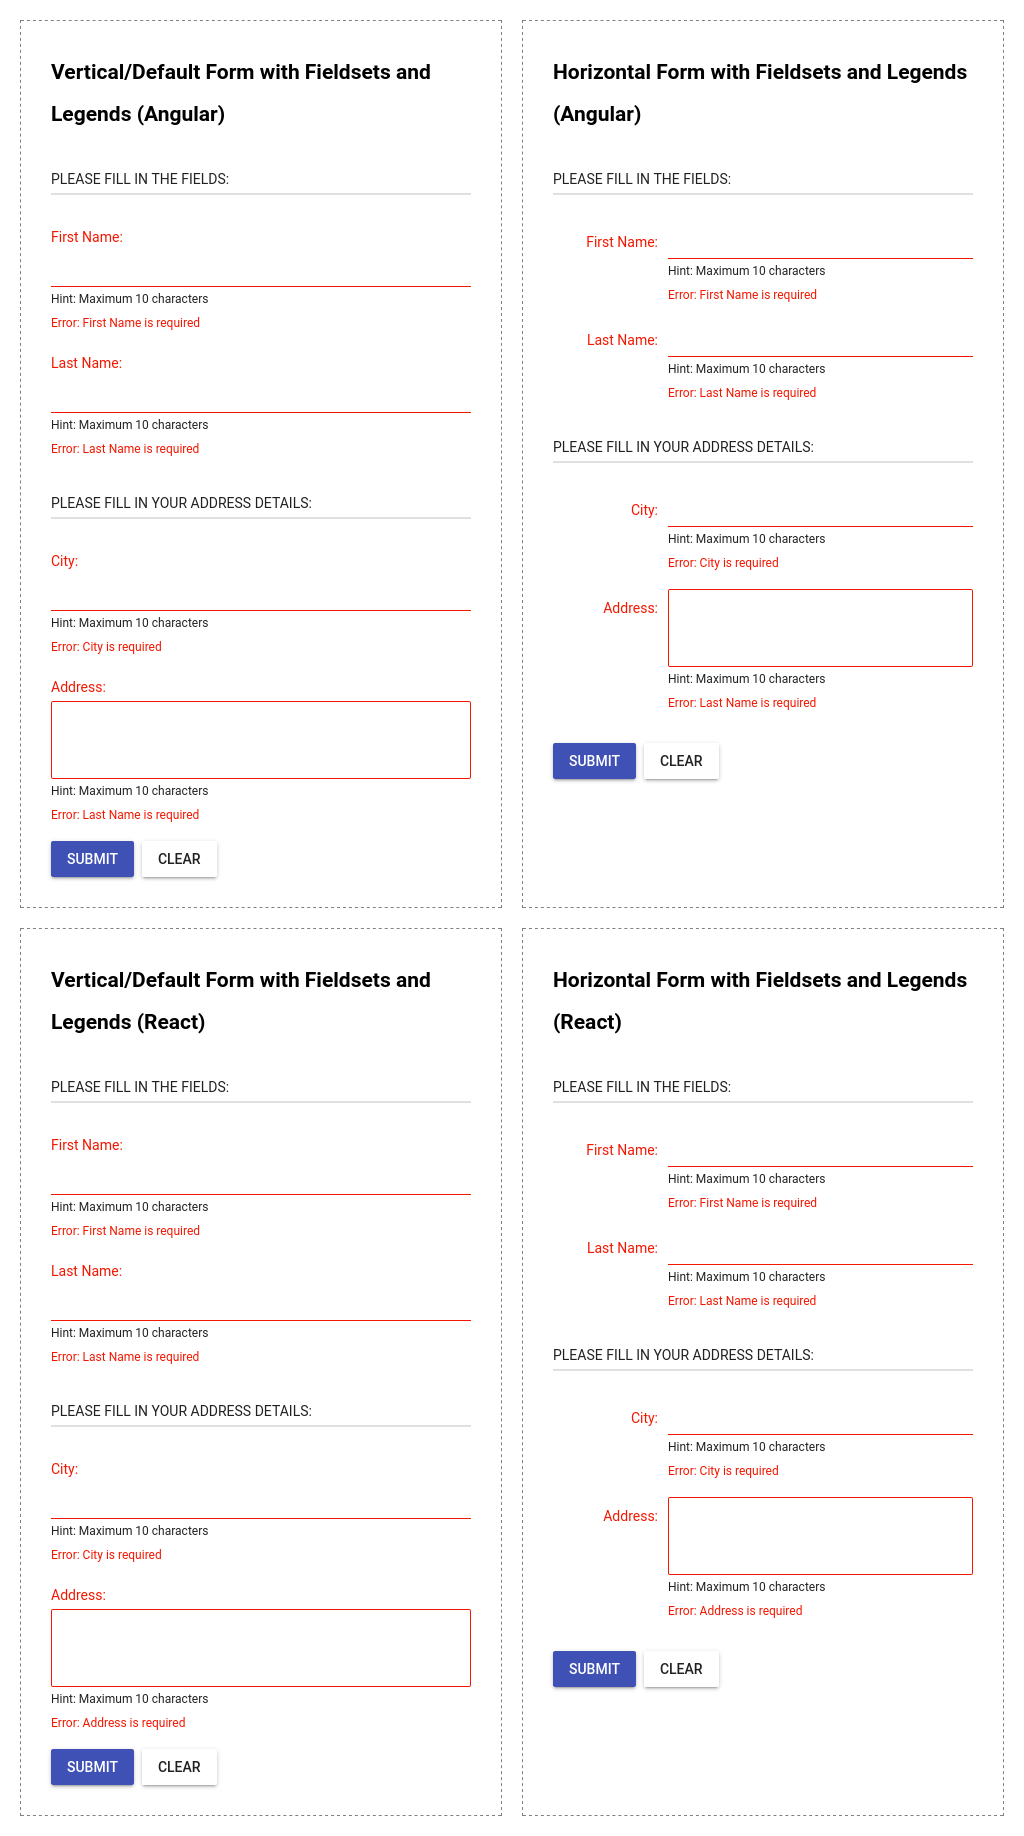 Vertical/Default Form with Fieldsets and
Legends (Angular)
PLEASE FILL IN THE FIELDS:
First Name:
Hint: Maximum 10 characters
Error: First Name is required
Last Name:
Hint: Maximum 10 characters
Error: Last Name is required
PLEASE FILL IN YOUR ADDRESS DETAILS:
City:
Hint: Maximum 10 characters
Error: City is required
Address:
Hint: Maximum 10 characters
Error: Last Name is required
SUBMIT CLEAR
Horizontal Form with Fieldsets and Legends
(Angular)
PLEASE FILL IN THE FIELDS:
First Name:
Hint: Maximum 10 characters
Error: First Name is required
Last Name:
Hint: Maximum 10 characters
Error: Last Name is required
PLEASE FILL IN YOUR ADDRESS DETAILS:
City:
Hint: Maximum 10 characters
Error: City is required
Address:
Hint: Maximum 10 characters
Error: Last Name is required
SUBMIT CLEAR
Vertical/Default Form with Fieldsets and
Legends (React)
PLEASE FILL IN THE FIELDS:
First Name:
Hint: Maximum 10 characters
Error: First Name is required
Last Name:
Hint: Maximum 10 characters
Error: Last Name is required
PLEASE FILL IN YOUR ADDRESS DETAILS:
City:
Hint: Maximum 10 characters
Error: City is required
Address:
Hint: Maximum 10 characters
Error: Address is required
SUBMIT CLEAR
Horizontal Form with Fieldsets and Legends
(React)
PLEASE FILL IN THE FIELDS:
First Name:
Hint: Maximum 10 characters
Error: First Name is required
Last Name:
Hint: Maximum 10 characters
Error: Last Name is required
PLEASE FILL IN YOUR ADDRESS DETAILS:
City:
Hint: Maximum 10 characters
Error: City is required
Address:
Hint: Maximum 10 characters
Error: Address is required
SUBMIT CLEAR